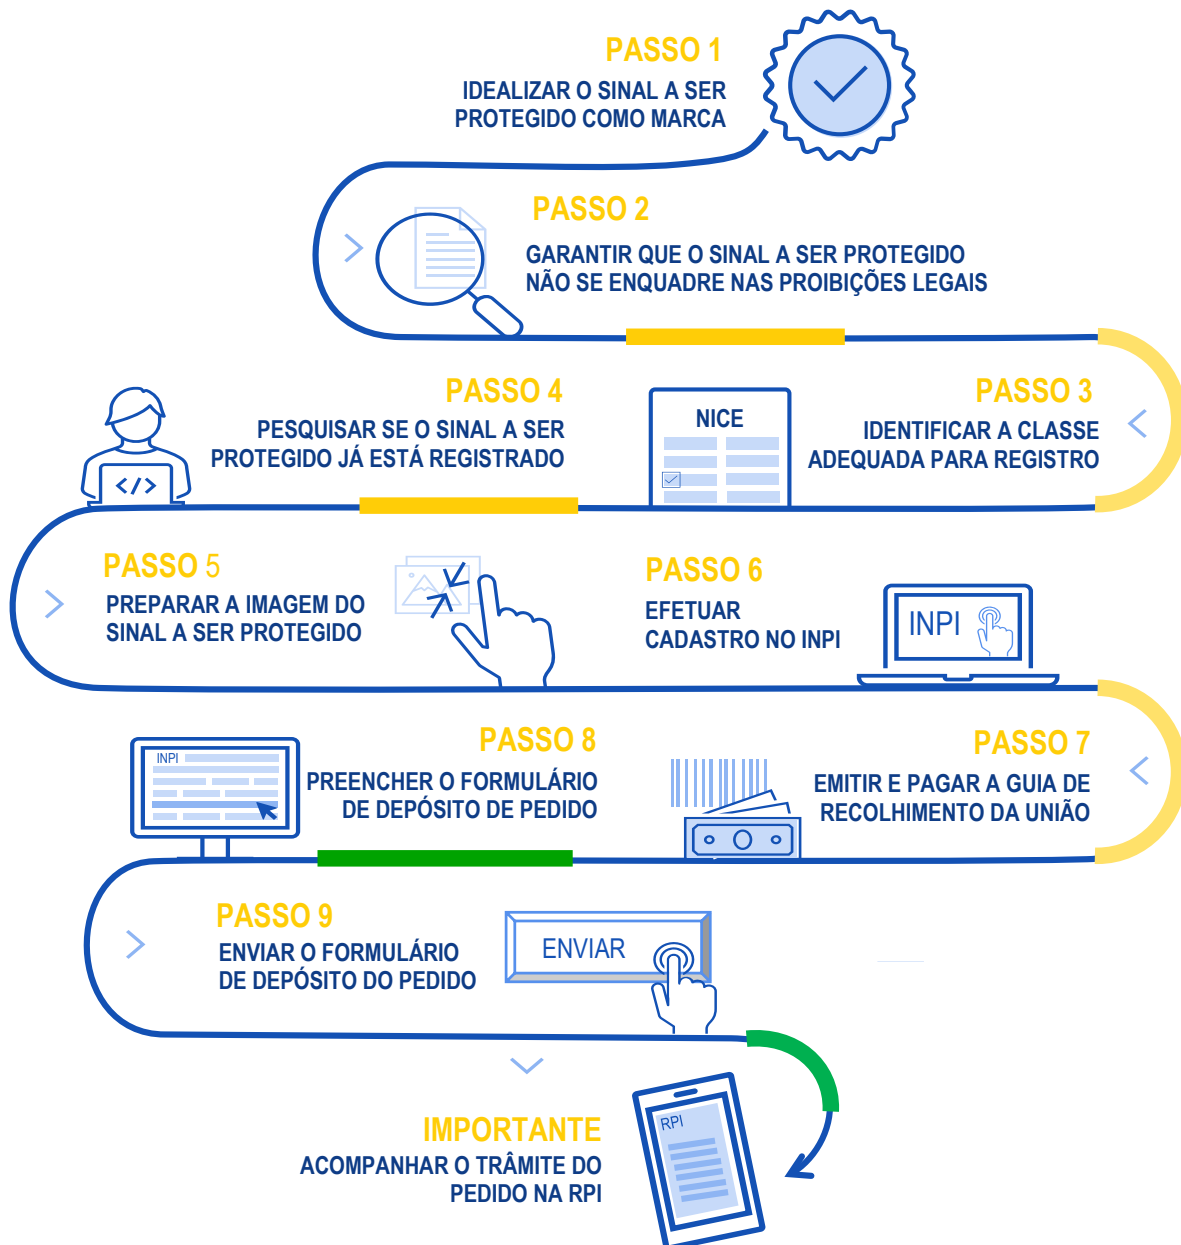 PASSO 1
IDEALIZAR O SINAL A SER
PROTEGIDO COMO MARCA
PASSO 2
GARANTIR QUE O SINAL A SER PROTEGIDO
NÃO SE ENQUADRE NAS PROIBIÇÕES LEGAIS
PASSO 3
IDENTIFICAR A CLASSE
ADEQUADA PARA REGISTRO
NICE
PASSO 4
PESQUISAR SE O SINAL A SER
PROTEGIDO JÁ ESTÁ REGISTRADO
</>
PASSO 5
PREPARAR A IMAGEM DO
SINAL A SER PROTEGIDO
PASSO 6
EFETUAR
CADASTRO NO INPI
INPI
PASSO 7
EMITIR E PAGAR A GUIA DE
RECOLHIMENTO DA UNIÃO
PASSO 8
PREENCHER O FORMULÁRIO
DE DEPÓSITO DE PEDIDO
INPI
PASSO 9
ENVIAR O FORMULÁRIO
DE DEPÓSITO DO PEDIDO
ENVIAR
IMPORTANTE
ACOMPANHAR O TRÂMITE DO
PEDIDO NA RPI
RPI